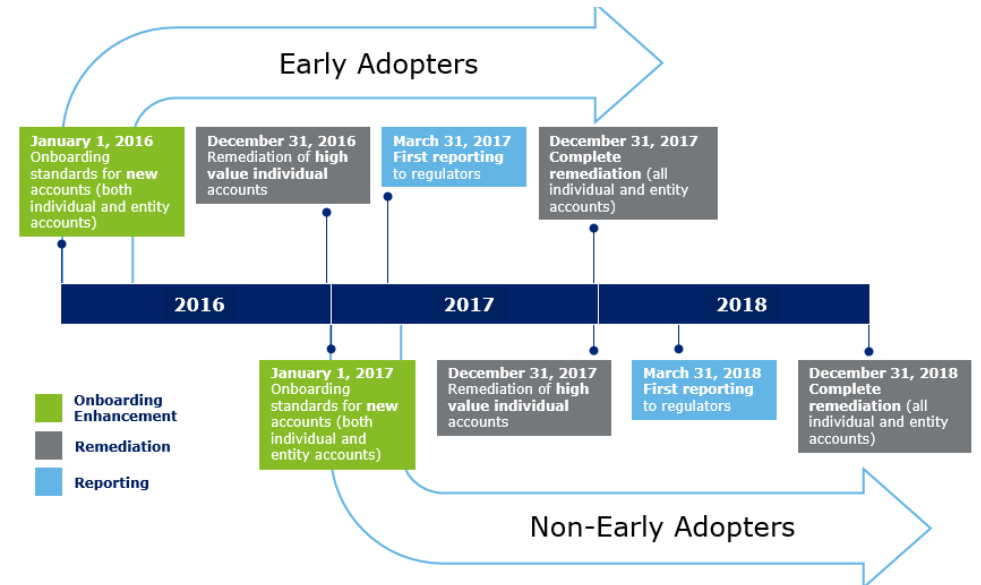 Early Adopters
January 1, 2016
Onboarding
standards for new
accounts (both
individual and entity
accounts)
December 31, 2016
Remediation of high
value individual
accounts
March 31, 2017
First reporting
to regulators
December 31, 2017
Complete
remediation (all
individual and entity
accounts)
2016
2017
2018
January 1, 2017
Onboarding
standards for new
accounts (both
individual and
entity accounts)
December 31, 2017
Remediation of high
value individual
accounts
March 31, 2018
First reporting
to regulators
December 31, 2018
Complete
remediation (all
individual and entity
accounts)
Onboarding
Enhancement
Remediation
Reporting
Non-Early Adopters